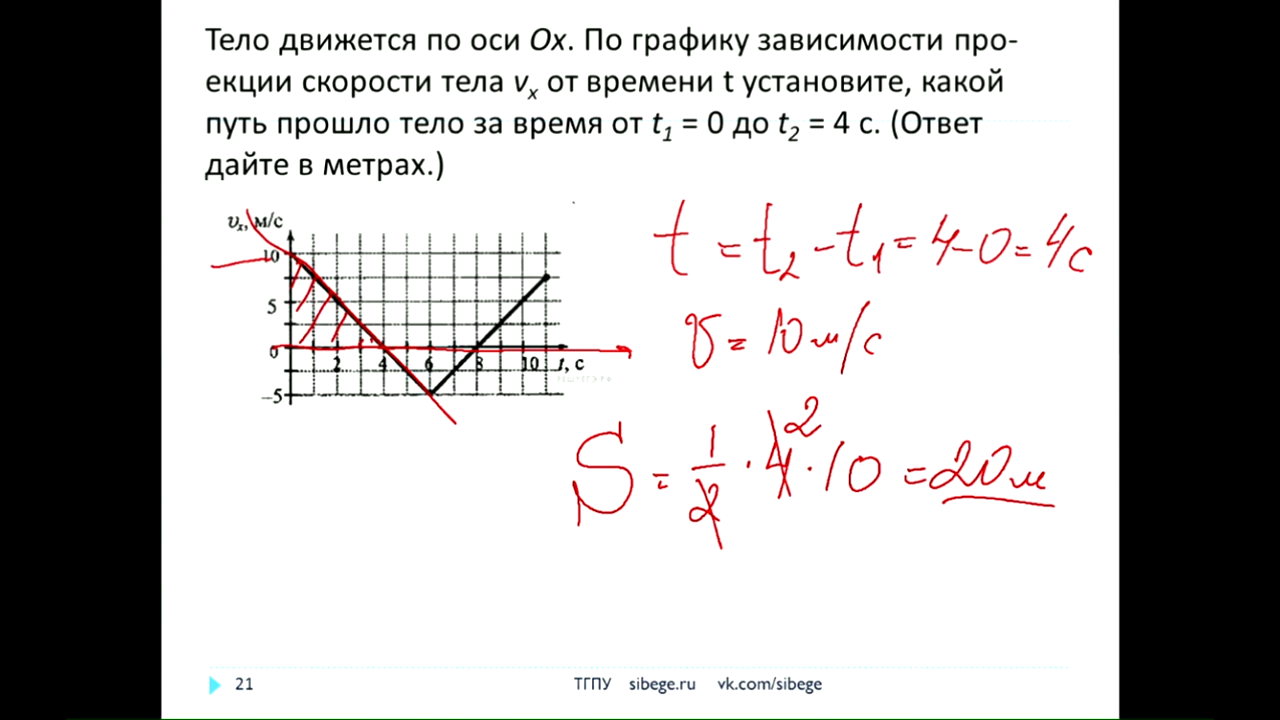 Тело движется по оси Ox. По графику зависимости про-
екции скорости тела vₓ от времени t установите, какой
путь прошло тело за время от t₁ = 0 до t₂ = 4 с. (Ответ
дайте в метрах.)
υₓ, м/с
10
5
0
2 4 6 8 10 t, с
−5
t = t₂ − t₁ = 4 − 0 = 4 с
υ = 10 м/с
S = 1/2 · 4 2 · 10 = 20 м
21 ТГПУ sibege.ru vk.com/sibege